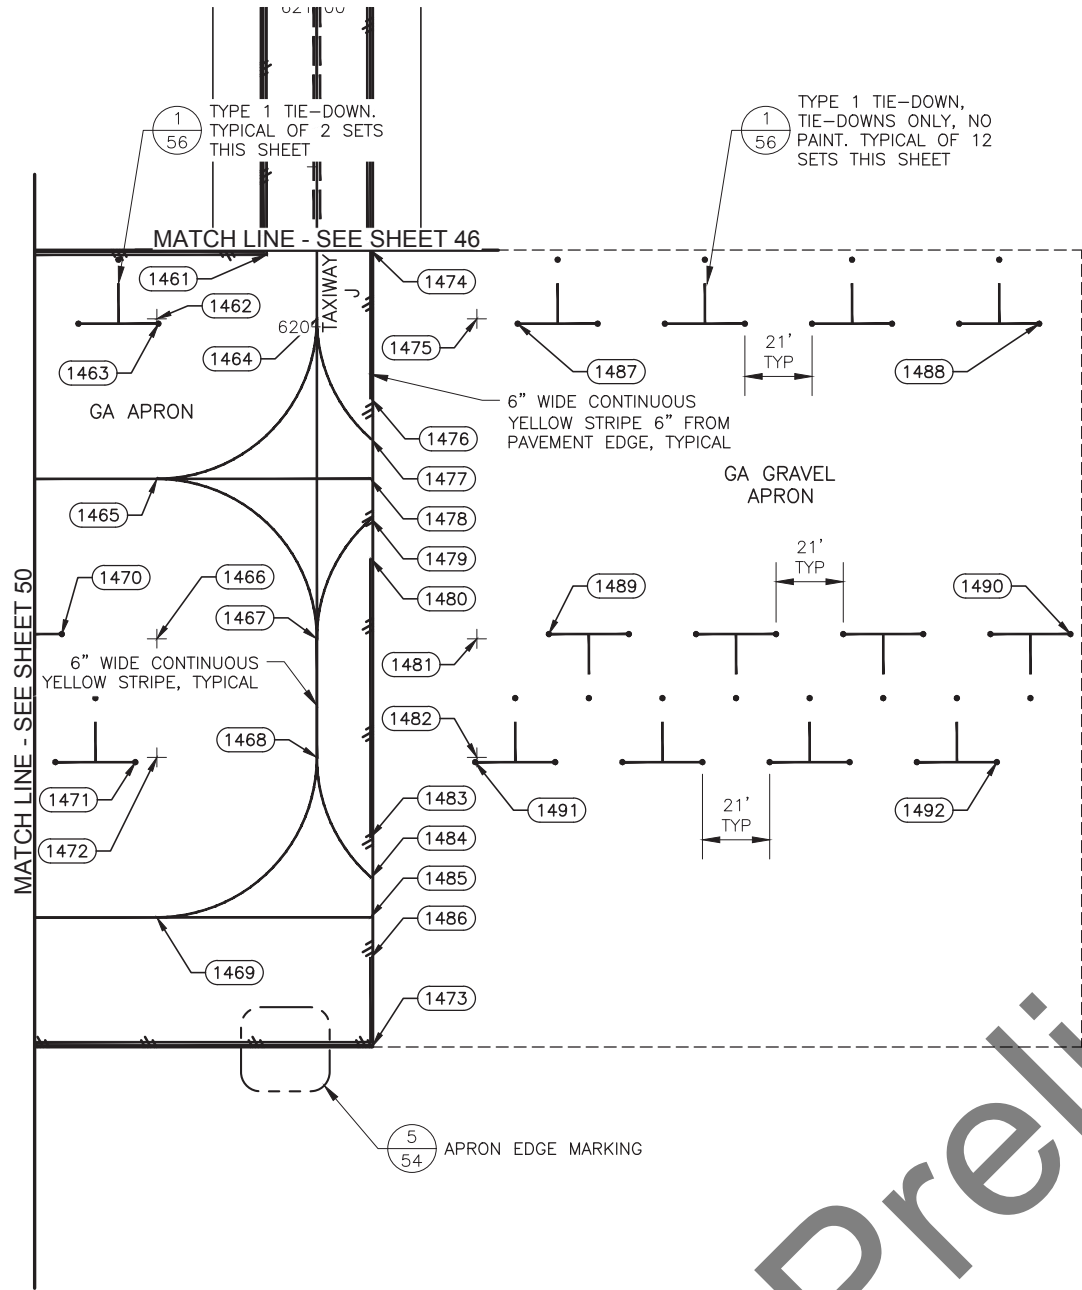 1
56
TYPE 1 TIE-DOWN.
TYPICAL OF 2 SETS
THIS SHEET
1
56
TYPE 1 TIE-DOWN,
TIE-DOWNS ONLY, NO
PAINT. TYPICAL OF 12
SETS THIS SHEET
MATCH LINE - SEE SHEET 46
1461
1462
1463
1464
620
TAXIWAY
J
GA APRON
1474
1475
1487
21'
TYP
1488
6” WIDE CONTINUOUS
YELLOW STRIPE 6” FROM
PAVEMENT EDGE, TYPICAL
1476
1477
1478
1479
1480
GA GRAVEL
APRON
1465
1470
1466
1467
1489
21'
TYP
1490
6” WIDE CONTINUOUS
YELLOW STRIPE, TYPICAL
1481
1482
1468
1471
1472
1491
21'
TYP
1492
1483
1484
1485
1486
1469
1473
MATCH LINE - SEE SHEET 50
5
54
APRON EDGE MARKING
Preli